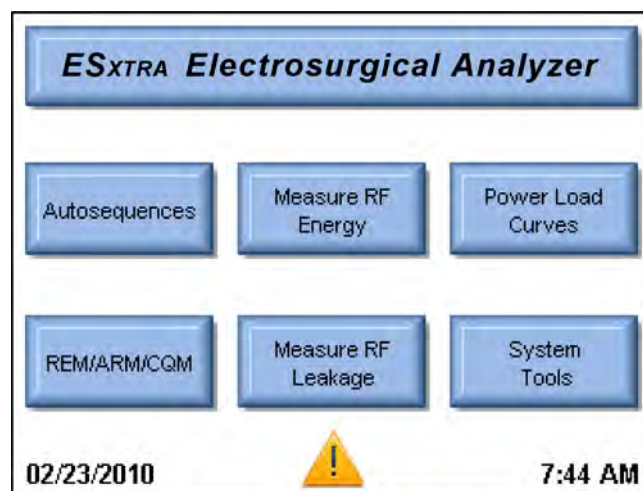 ESXTRA Electrosurgical Analyzer
Autosequences
Measure RF
Energy
Power Load
Curves
REM/ARM/CQM
Measure RF
Leakage
System
Tools
!
02/23/2010
7:44 AM